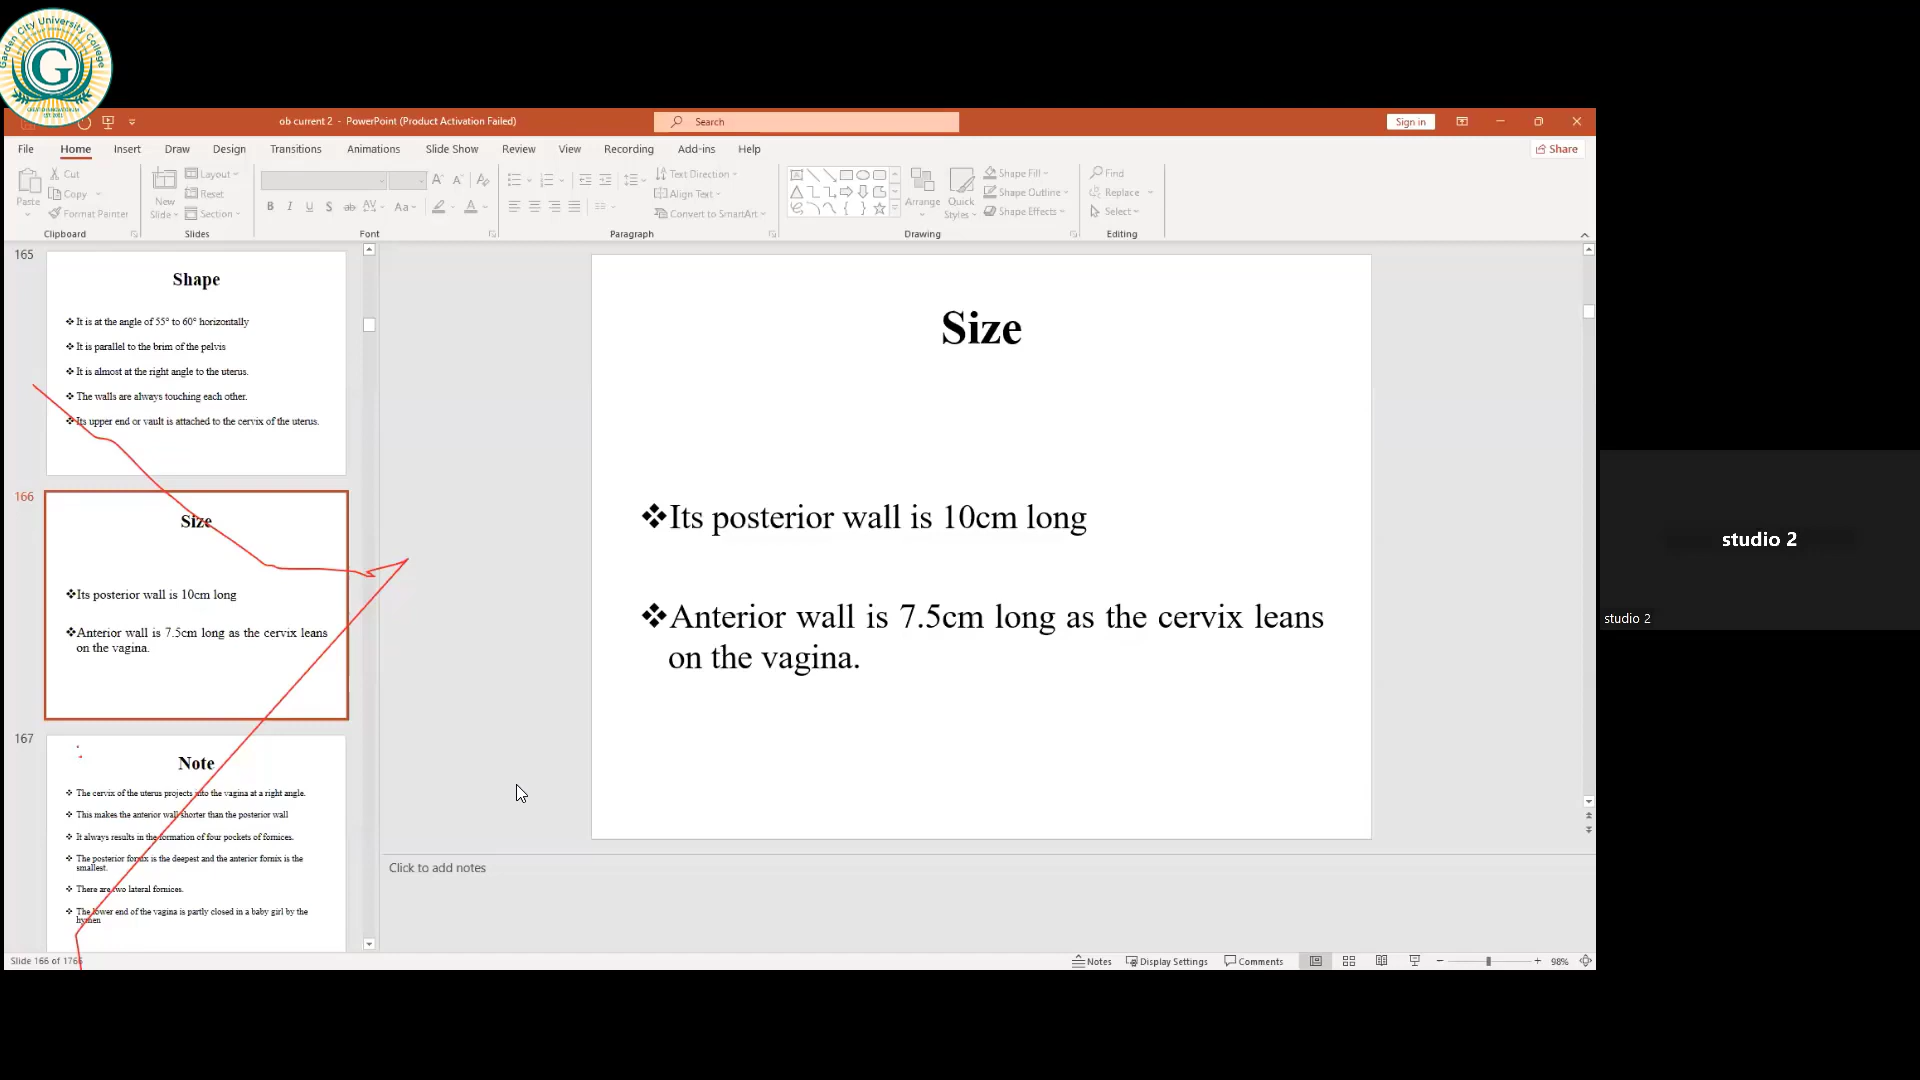 Garden City University College
G
ob current 2 - PowerPoint (Product Activation Failed)
Search
Sign in
File Home Insert Draw Design Transitions Animations Slide Show Review View Recording Add-ins Help
Share
Paste
Cut
Copy
Format Painter
Clipboard
New Slide
Layout
Reset
Section
Slides
B I U S ab AV Aa A
Font
Text Direction
Align Text
Convert to SmartArt
Paragraph
Arrange
Quick Styles
Shape Fill
Shape Outline
Shape Effects
Drawing
Find
Replace
Select
Editing
165
Shape
❖ It is at the angle of 55° to 60° horizontally
❖ It is parallel to the brim of the pelvis
❖ It is almost at the right angle to the uterus.
❖ The walls are always touching each other.
❖ Its upper end or vault is attached to the cervix of the uterus.
166
Size
❖Its posterior wall is 10cm long
❖Anterior wall is 7.5cm long as the cervix leans
on the vagina.
167
Note
❖ The cervix of the uterus projects into the vagina at a right angle.
❖ This makes the anterior wall shorter than the posterior wall
❖ It always results in the formation of four pockets of fornices.
❖ The posterior fornix is the deepest and the anterior fornix is the
smallest.
❖ There are two lateral fornices.
❖ The lower end of the vagina is partly closed in a baby girl by the
hymen
Size
❖Its posterior wall is 10cm long
❖Anterior wall is 7.5cm long as the cervix leans
on the vagina.
Click to add notes
Slide 166 of 1766
Notes Display Settings Comments 98%
studio 2
studio 2